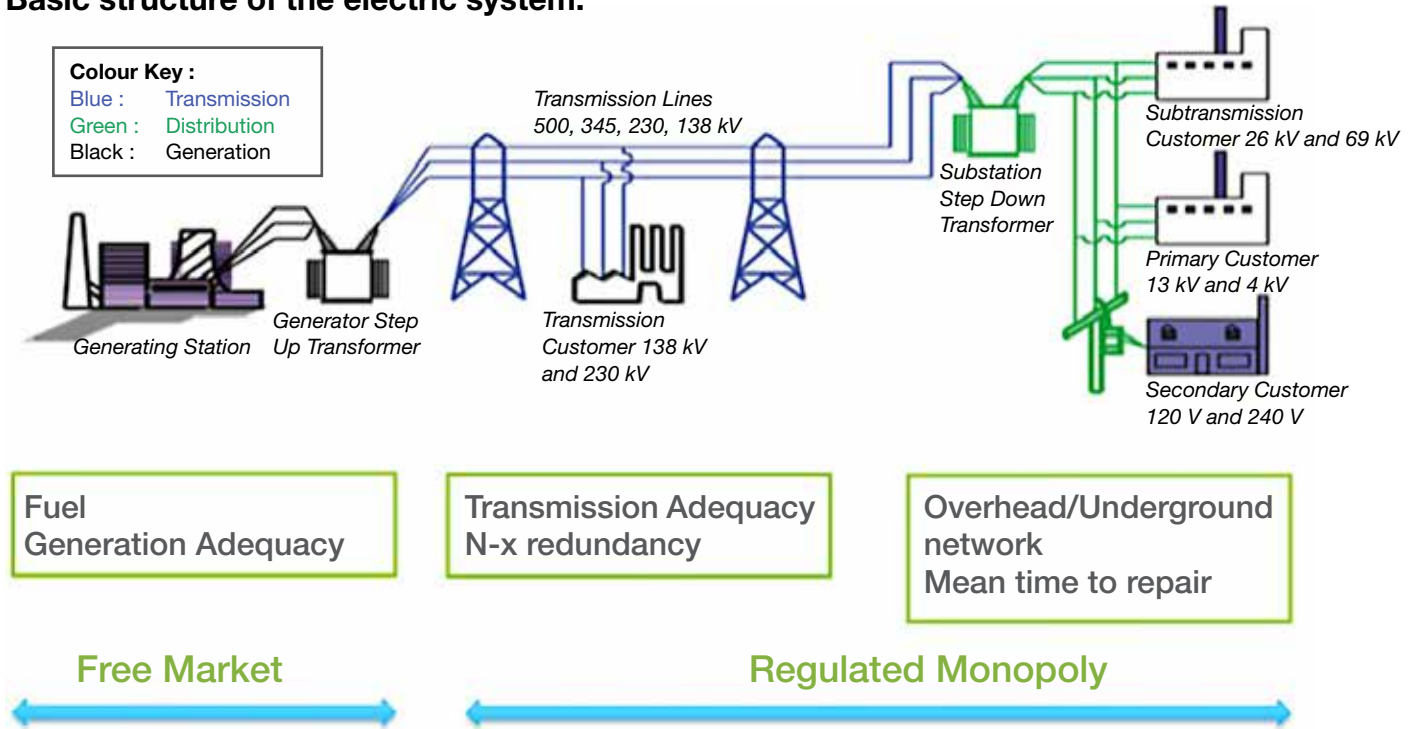 Basic structure of the electric system.
Colour Key :
Blue : Transmission
Green : Distribution
Black : Generation
Transmission Lines
500, 345, 230, 138 kV
Generating Station
Generator Step
Up Transformer
Transmission
Customer 138 kV
and 230 kV
Substation
Step Down
Transformer
Subtransmission
Customer 26 kV and 69 kV
Primary Customer
13 kV and 4 kV
Secondary Customer
120 V and 240 V
Fuel
Generation Adequacy
Transmission Adequacy
N-x redundancy
Overhead/Underground
network
Mean time to repair
Free Market
Regulated Monopoly